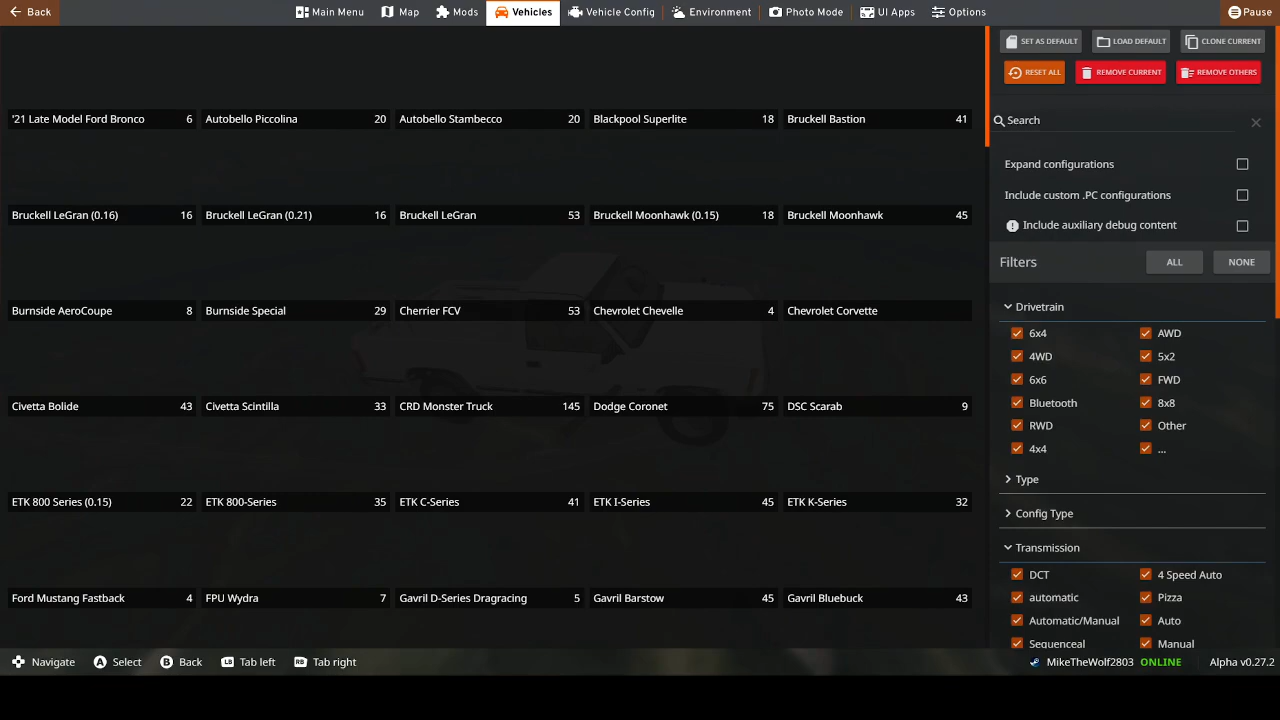 Back
Main Menu
Map
Mods
Vehicles
Vehicle Config
Environment
Photo Mode
UI Apps
Options
Pause
SET AS DEFAULT
LOAD DEFAULT
CLONE CURRENT
RESET ALL
REMOVE CURRENT
REMOVE OTHERS
'21 Late Model Ford Bronco 6
Autobello Piccolina 20
Autobello Stambecco 20
Blackpool Superlite 18
Bruckell Bastion 41
Bruckell LeGran (0.16) 16
Bruckell LeGran (0.21) 16
Bruckell LeGran 53
Bruckell Moonhawk (0.15) 18
Bruckell Moonhawk 45
Burnside AeroCoupe 8
Burnside Special 29
Cherrier FCV 53
Chevrolet Chevelle 4
Chevrolet Corvette
Civetta Bolide 43
Civetta Scintilla 33
CRD Monster Truck 145
Dodge Coronet 75
DSC Scarab 9
ETK 800 Series (0.15) 22
ETK 800-Series 35
ETK C-Series 41
ETK I-Series 45
ETK K-Series 32
Ford Mustang Fastback 4
FPU Wydra 7
Gavril D-Series Dragracing 5
Gavril Barstow 45
Gavril Bluebuck 43
Search
Expand configurations
Include custom .PC configurations
Include auxiliary debug content
Filters
ALL
NONE
Drivetrain
6x4
AWD
4WD
5x2
6x6
FWD
Bluetooth
8x8
RWD
Other
4x4
...
Type
Config Type
Transmission
DCT
4 Speed Auto
automatic
Pizza
Automatic/Manual
Auto
Sequenceal
Manual
Navigate
A Select
B Back
LB Tab left
RB Tab right
MikeTheWolf2803 ONLINE
Alpha v0.27.2